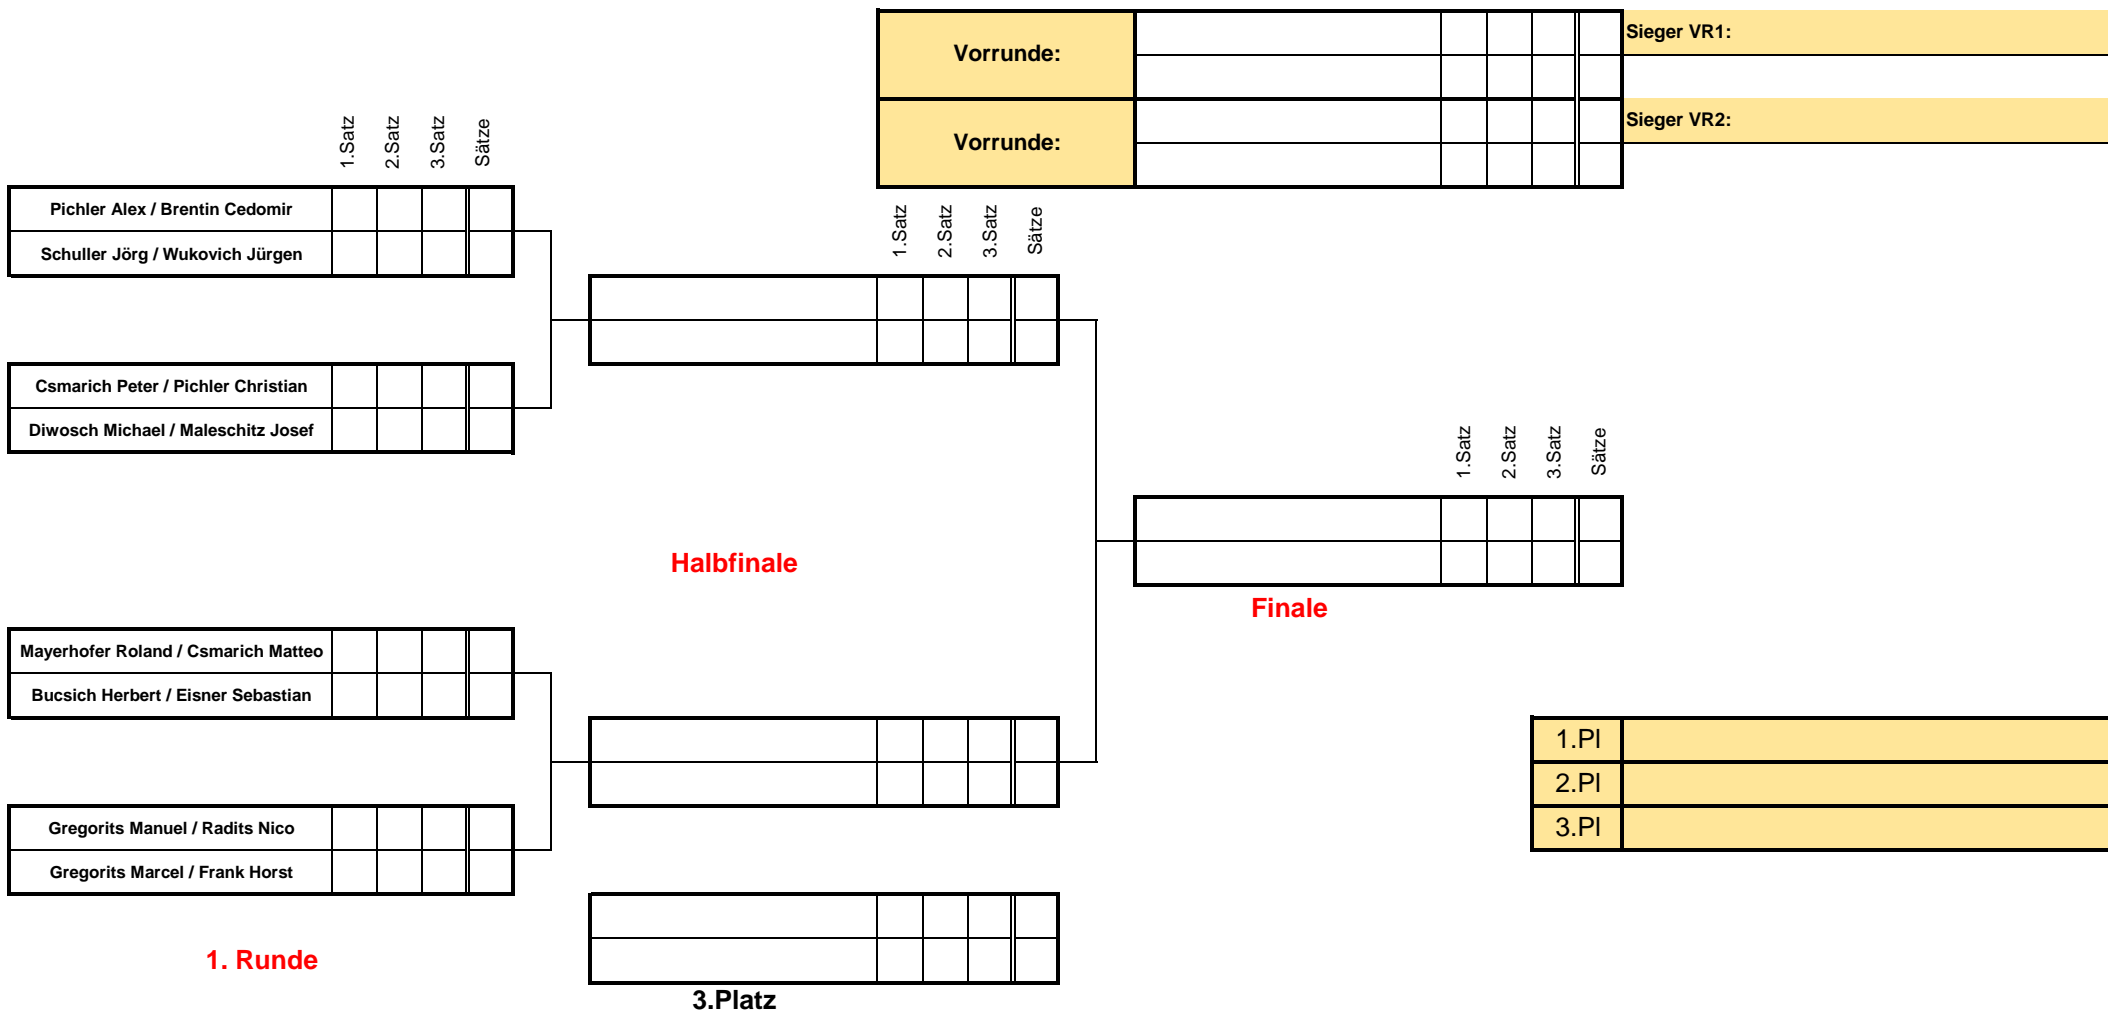 Vorrunde:
Sieger VR1:
Vorrunde:
Sieger VR2:
1.Satz 2.Satz 3.Satz Sätze
Pichler Alex / Brentin Cedomir
Schuller Jörg / Wukovich Jürgen
1.Satz 2.Satz 3.Satz Sätze
Csmarich Peter / Pichler Christian
Diwosch Michael / Maleschitz Josef
1.Satz 2.Satz 3.Satz Sätze
Halbfinale
Finale
Mayerhofer Roland / Csmarich Matteo
Bucsich Herbert / Eisner Sebastian
1.Pl
2.Pl
3.Pl
Gregorits Manuel / Radits Nico
Gregorits Marcel / Frank Horst
1. Runde
3.Platz